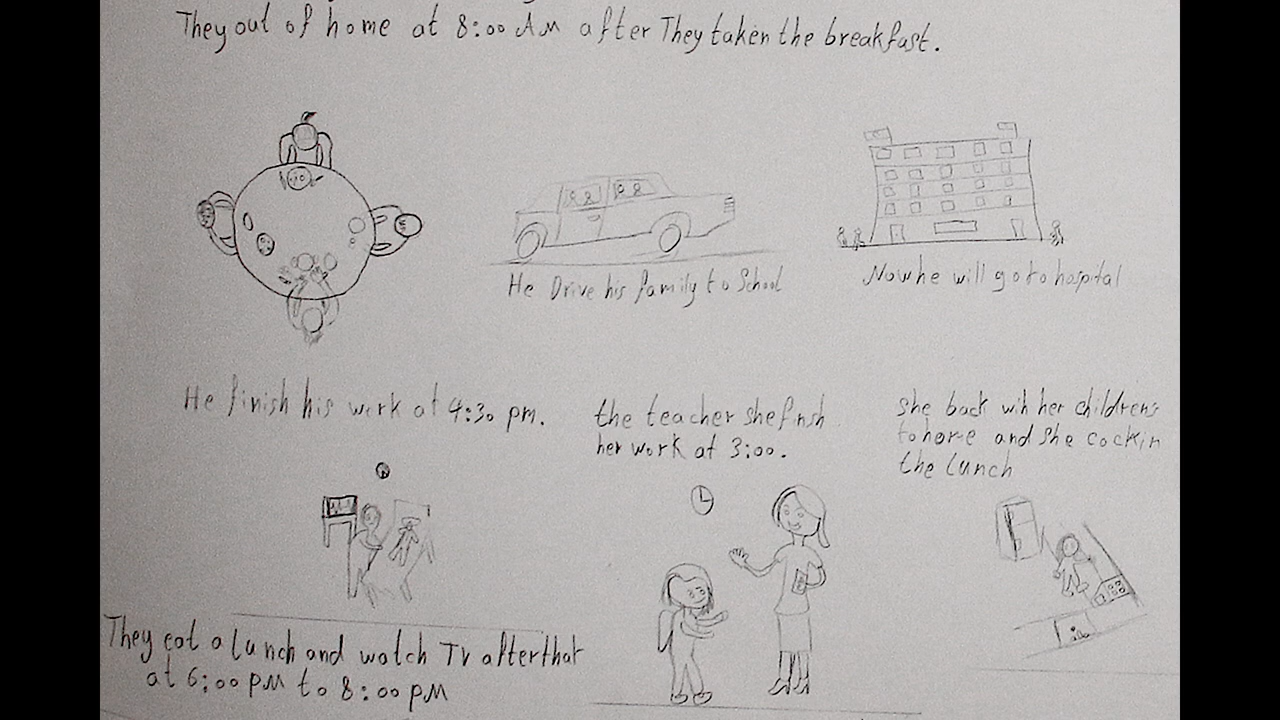 They out of home at 8:00 AM after They taken the breakfast.
He Drive his family to School
Now he will go to hospital
He finish his work at 4:30 pm.
the teacher she finsh
her work at 3:00.
she back wih her childrens
to home and she cockin
the lunch
They eat a lunch and watch TV after that
at 6:00 PM to 8:00 PM